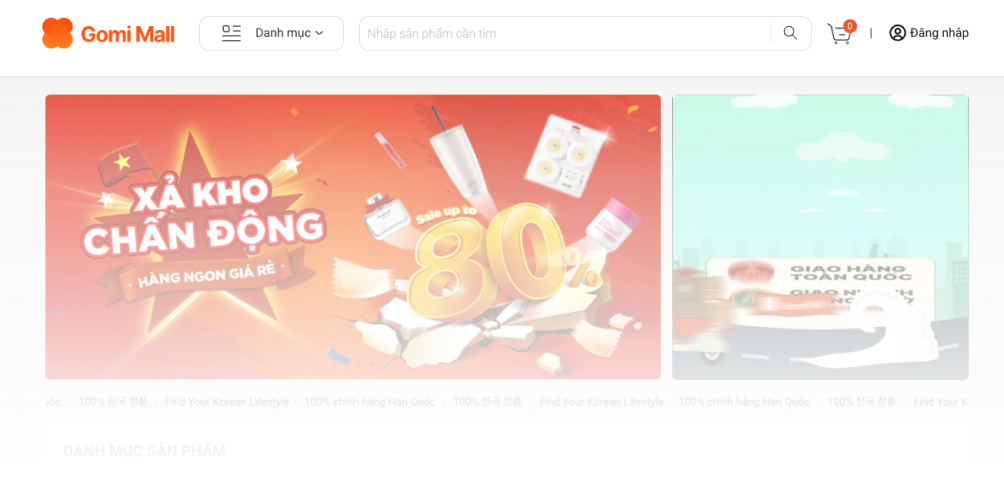 Gomi Mall
Danh mục
Nhập sản phẩm cần tìm
0
| Đăng nhập
XẢ KHO
CHẤN ĐỘNG
HÀNG NGON GIÁ RẺ
Sale up to
80%
GIAO HÀNG
TOÀN QUỐC
GIAO NHANH
uốc - 100% 한국 정품 - Find Your Korean Lifestyle - 100% chính hãng Hàn Quốc - 100% 한국 정품 - Find Your Korean Lifestyle - 100% chính hãng Hàn Quốc - 100% 한국 정품 - Find Your K
DANH MỤC SẢN PHẨM